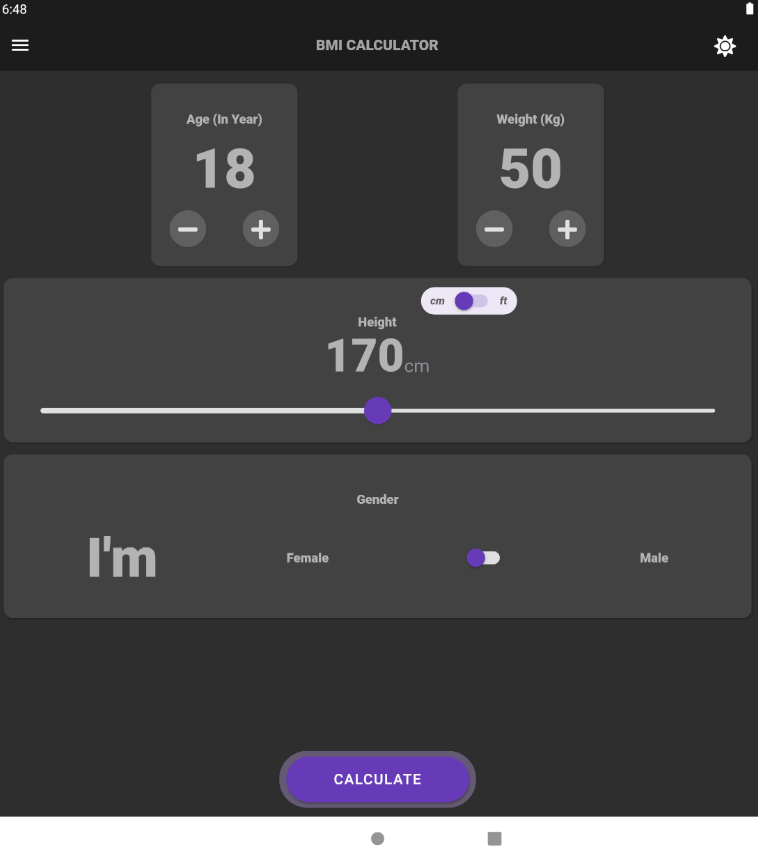 6:48
BMI CALCULATOR
Age (In Year)
Weight (Kg)
18
50
cm
ft
Height
170cm
Gender
I'm
Female
Male
CALCULATE